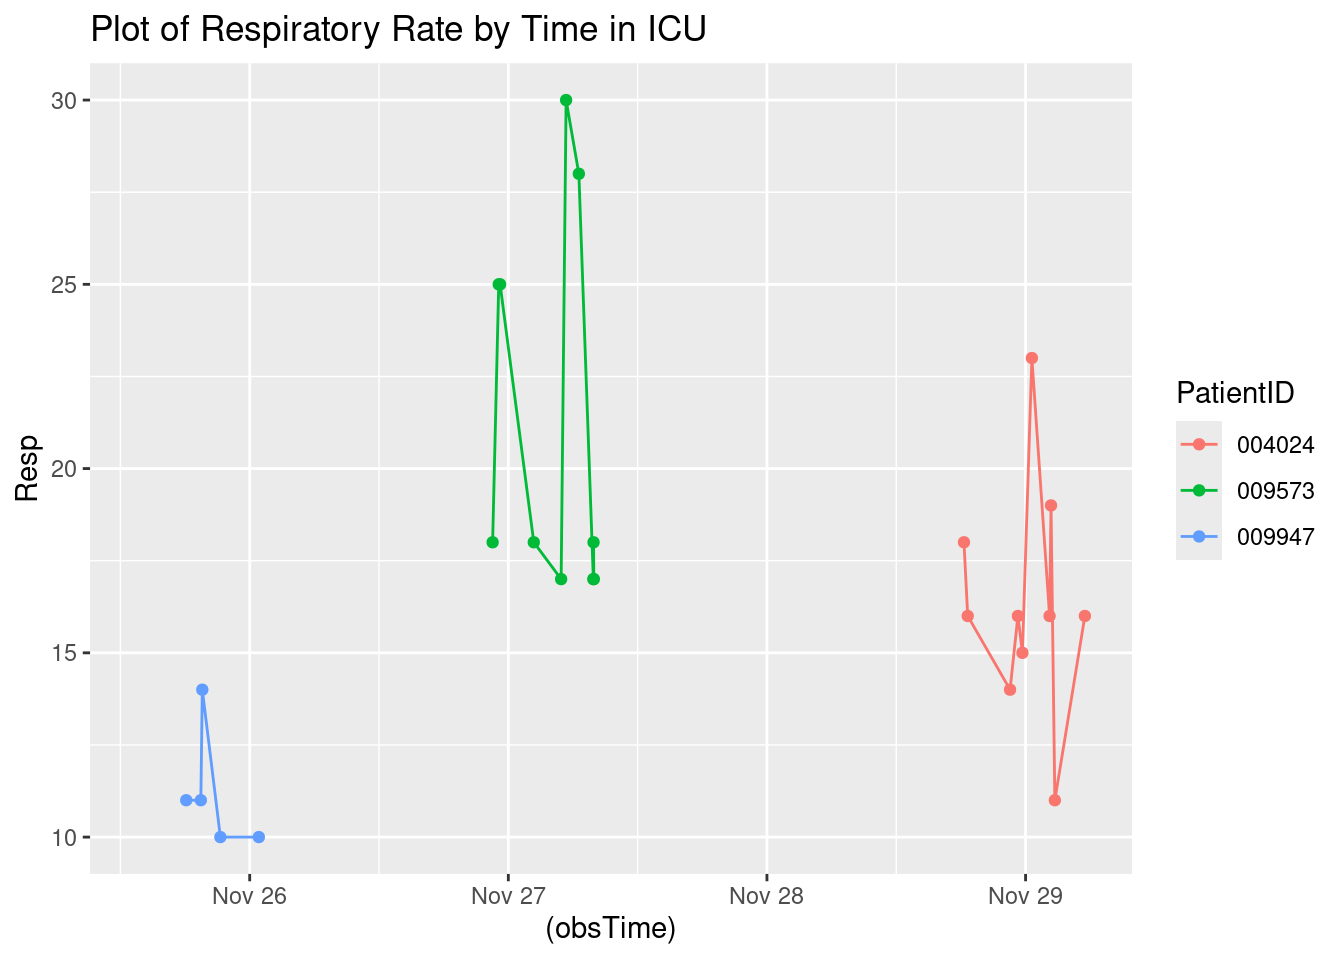 Plot of Respiratory Rate by Time in ICU
30
25
20
15
10
Resp
Nov 26
Nov 27
Nov 28
Nov 29
(obsTime)
PatientID
004024
009573
009947